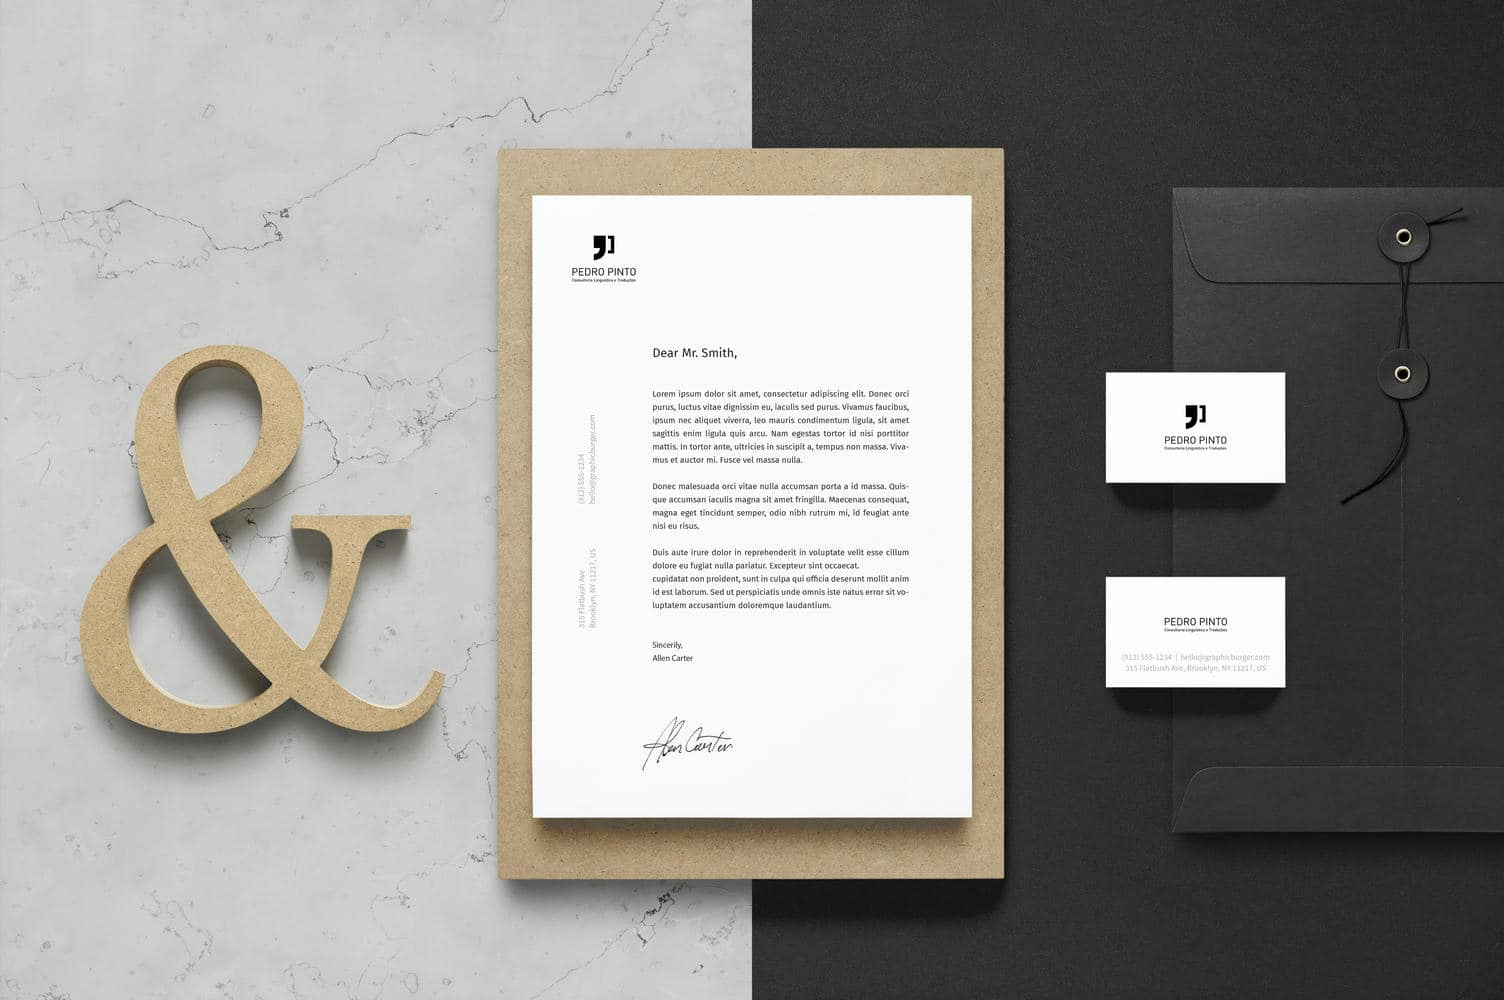 &
PEDRO PINTO
Consultoria Linguística e Traduções
Dear Mr. Smith,
Lorem ipsum dolor sit amet, consectetur adipiscing elit. Donec orci
purus, luctus vitae dignissim eu, iaculis sed purus. Vivamus faucibus,
ipsum nec aliquet viverra, leo mauris condimentum ligula, sit amet
sagittis enim ligula quis arcu. Nam egestas tortor id nisi porttitor
mattis. In tortor ante, ultricies in suscipit a, tempus non massa. Viva-
mus et auctor mi. Fusce vel massa nulla.
Donec malesuada orci vitae nulla accumsan porta a id massa. Quis-
que accumsan iaculis magna sit amet fringilla. Maecenas consequat,
magna eget tincidunt semper, odio nibh rutrum mi, id feugiat ante
nisi eu risus.
Duis aute irure dolor in reprehenderit in voluptate velit esse cillum
dolore eu fugiat nulla pariatur. Excepteur sint occaecat.
cupidatat non proident, sunt in culpa qui officia deserunt mollit anim
id est laborum. Sed ut perspiciatis unde omnis iste natus error sit vo-
luptatem accusantium doloremque laudantium.
Sincerily,
Allen Carter
Allen Carter
(912) 555-1234
hello@graphicburger.com
315 Flatbush Ave
Brooklyn, NY 11217, US
PEDRO PINTO
Consultoria Linguística e Traduções
PEDRO PINTO
Consultoria Linguística e Traduções
(912) 555-1234 | hello@graphicburger.com
315 Flatbush Ave, Brooklyn, NY 11217, US